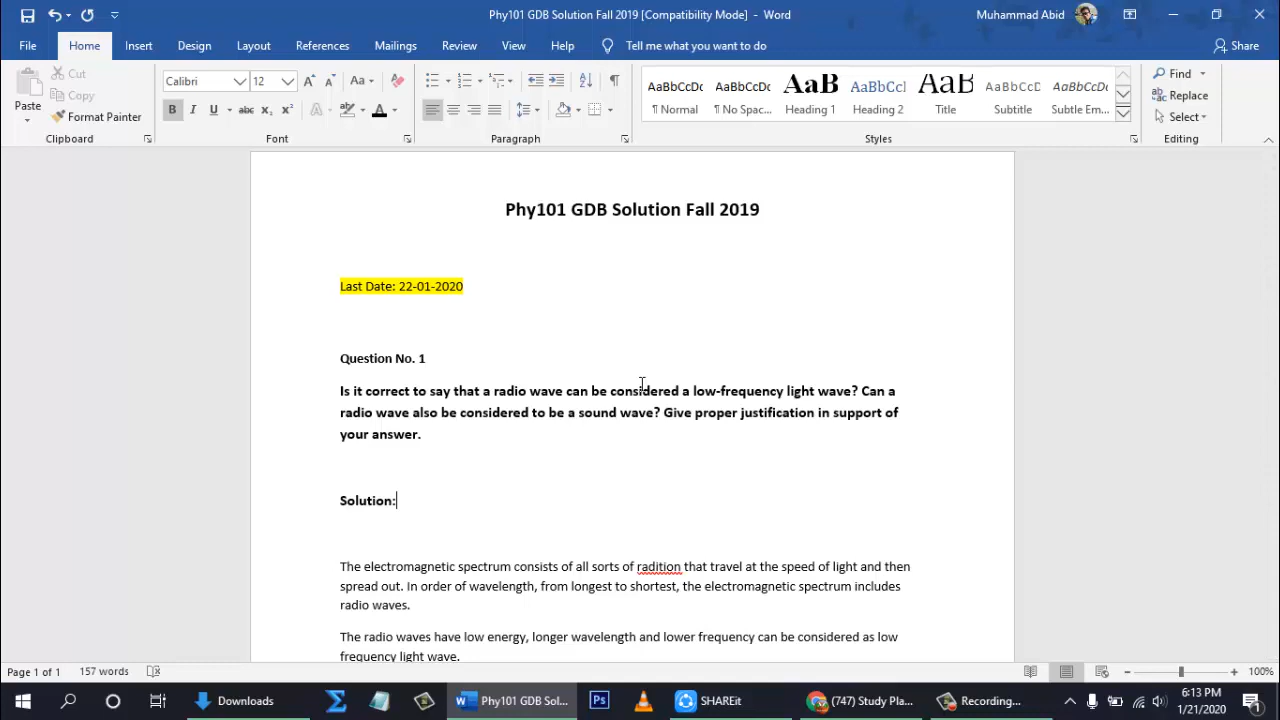 Phy101 GDB Solution Fall 2019 [Compatibility Mode] - Word
Muhammad Abid
File Home Insert Design Layout References Mailings Review View Help Tell me what you want to do Share
Paste
Cut
Copy
Format Painter
Clipboard
Calibri 12
Aa
B I U abc x₂ x² A A
Font
Paragraph
AaBbCcDc AaBbCcDc AaB AaBbCcI AaB AaBbCcDc AaBbCcDc
¶ Normal ¶ No Spac... Heading 1 Heading 2 Title Subtitle Subtle Em...
Styles
Find
Replace
Select
Editing
Phy101 GDB Solution Fall 2019
Last Date: 22-01-2020
Question No. 1
Is it correct to say that a radio wave can be considered a low-frequency light wave? Can a
radio wave also be considered to be a sound wave? Give proper justification in support of
your answer.
Solution:
The electromagnetic spectrum consists of all sorts of radition that travel at the speed of light and then
spread out. In order of wavelength, from longest to shortest, the electromagnetic spectrum includes
radio waves.
The radio waves have low energy, longer wavelength and lower frequency can be considered as low
frequency light wave.
Page 1 of 1 157 words 100%
Downloads Phy101 GDB Sol... Ps SHAREit (747) Study Pla... Recording...
6:13 PM
1/21/2020
1